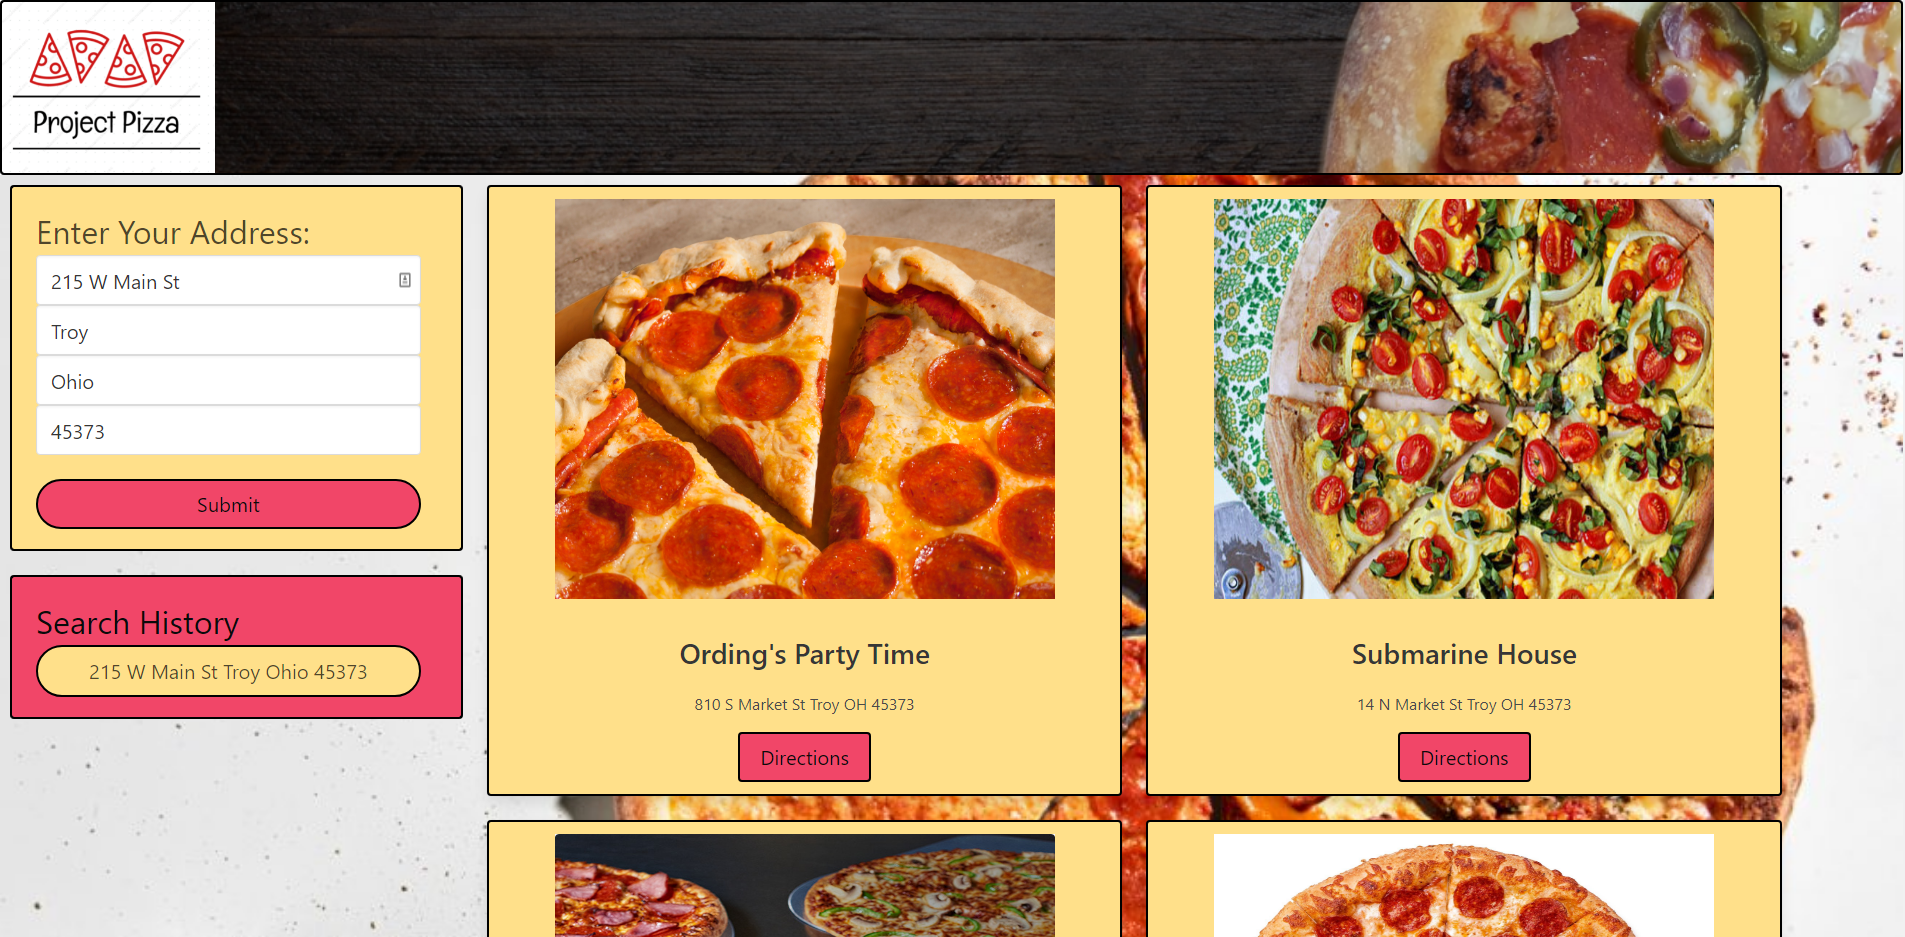 Project Pizza
Enter Your Address:
215 W Main St
Troy
Ohio
45373
Submit
Search History
215 W Main St Troy Ohio 45373
Ording's Party Time
810 S Market St Troy OH 45373
Directions
Submarine House
14 N Market St Troy OH 45373
Directions